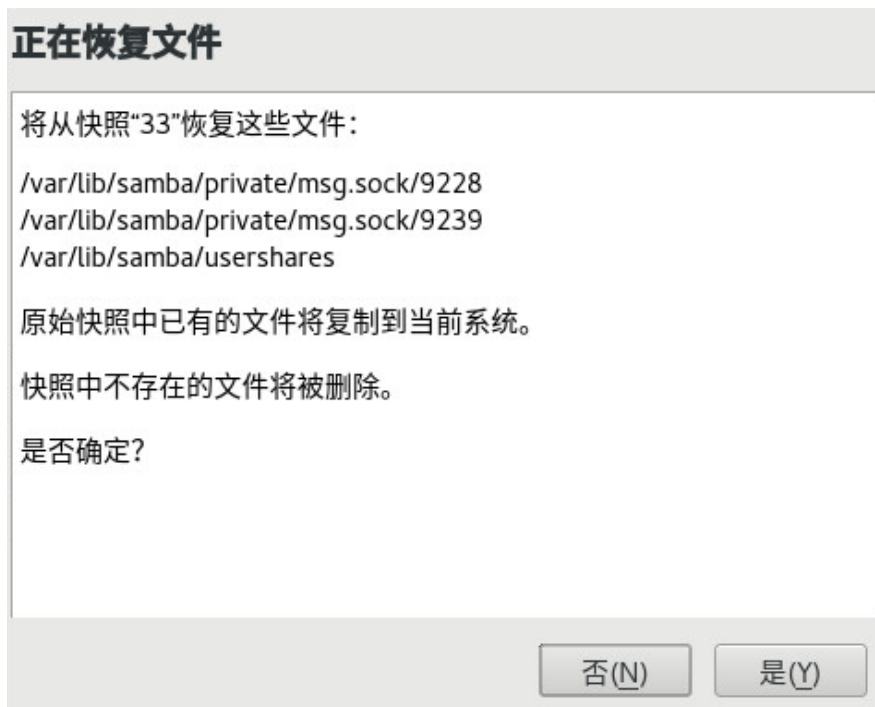 正在恢复文件
将从快照“33”恢复这些文件：
/var/lib/samba/private/msg.sock/9228
/var/lib/samba/private/msg.sock/9239
/var/lib/samba/usershares
原始快照中已有的文件将复制到当前系统。
快照中不存在的文件将被删除。
是否确定？
否(N) 是(Y)